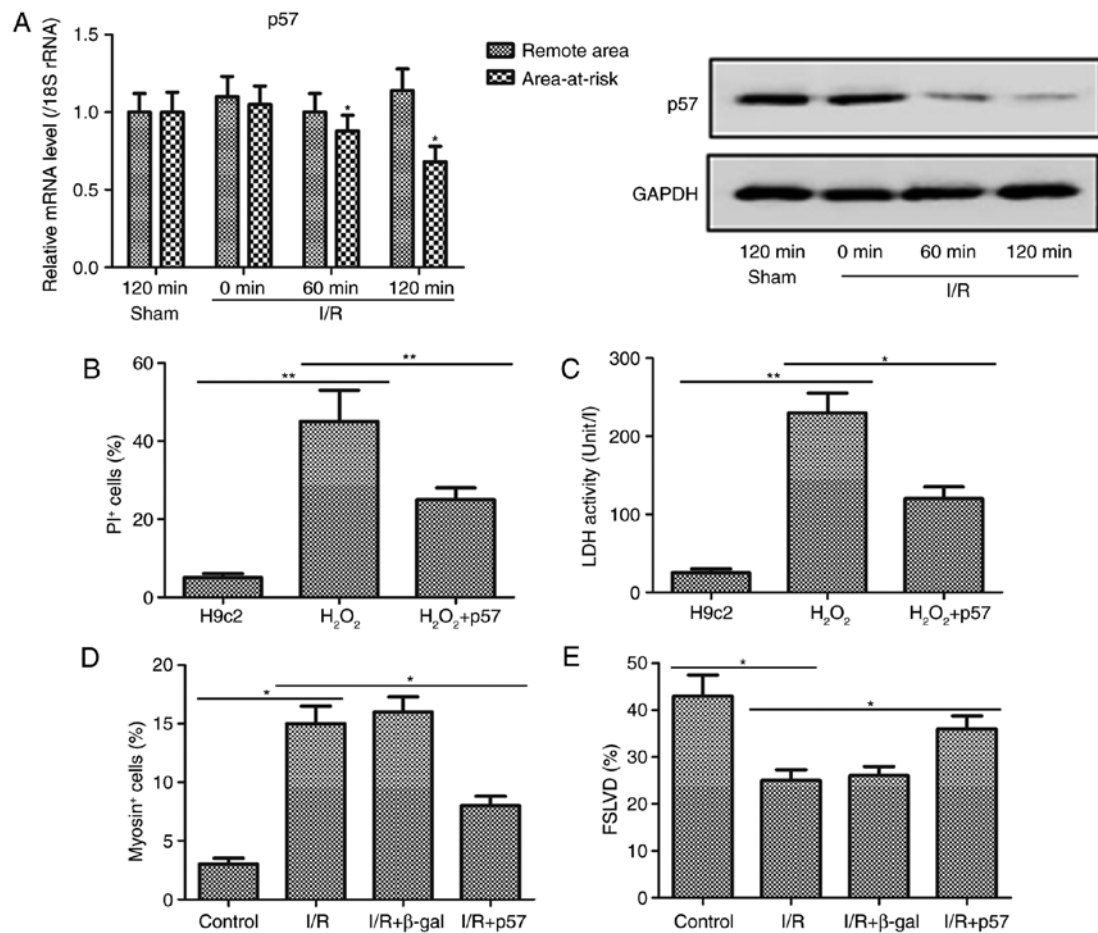 A
p57
Relative mRNA level (/18S rRNA)
1.5
1.0
0.5
0.0
*
*
120 min 0 min 60 min 120 min
Sham I/R
Remote area
Area-at-risk
p57
GAPDH
120 min 0 min 60 min 120 min
Sham
I/R
B
PI⁺ cells (%)
60
40
20
0
**
**
H9c2 H₂O₂ H₂O₂+p57
C
LDH activity (Unit/l)
300
200
100
0
*
**
H9c2 H₂O₂ H₂O₂+p57
D
Myosin⁺ cells (%)
20
15
10
5
0
*
*
Control I/R I/R+β-gal I/R+p57
E
FSLVD (%)
50
40
30
20
10
0
*
*
Control I/R I/R+β-gal I/R+p57